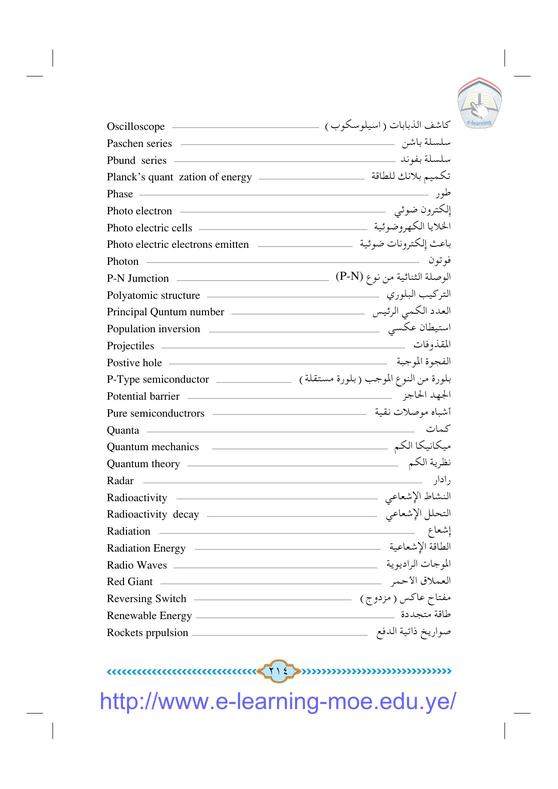 e-learning
Oscilloscope كاشف الذبابات ( اسيلوسكوب )
Paschen series سلسلة باشن
Pbund series سلسلة بفوند
Planck's quant zation of energy تكميم بلانك للطاقة
Phase طور
Photo electron إلكترون ضوئي
Photo electric cells الخلايا الكهروضوئية
Photo electric electrons emitten باعث إلكترونات ضوئية
Photon فوتون
P-N Jumction الوصلة الثنائية من نوع (P-N)
Polyatomic structure التركيب البلوري
Principal Quntum number العدد الكمي الرئيس
Population inversion استيطان عكسي
Projectiles المقذوفات
Postive hole الفجوة الموجبة
P-Type semiconductor بلورة من النوع الموجب ( بلورة مستقلة )
Potential barrier الجهد الحاجز
Pure semiconductrors أشباه موصلات نقية
Quanta كمات
Quantum mechanics ميكانيكا الكم
Quantum theory نظرية الكم
Radar رادار
Radioactivity النشاط الإشعاعي
Radioactivity decay التحلل الإشعاعي
Radiation إشعاع
Radiation Energy الطاقة الإشعاعية
Radio Waves الموجات الراديوية
Red Giant العملاق الأحمر
Reversing Switch مفتاح عاكس ( مزدوج )
Renewable Energy طاقة متجددة
Rockets prpulsion صواريخ ذاتية الدفع
٢١٤
http://www.e-learning-moe.edu.ye/